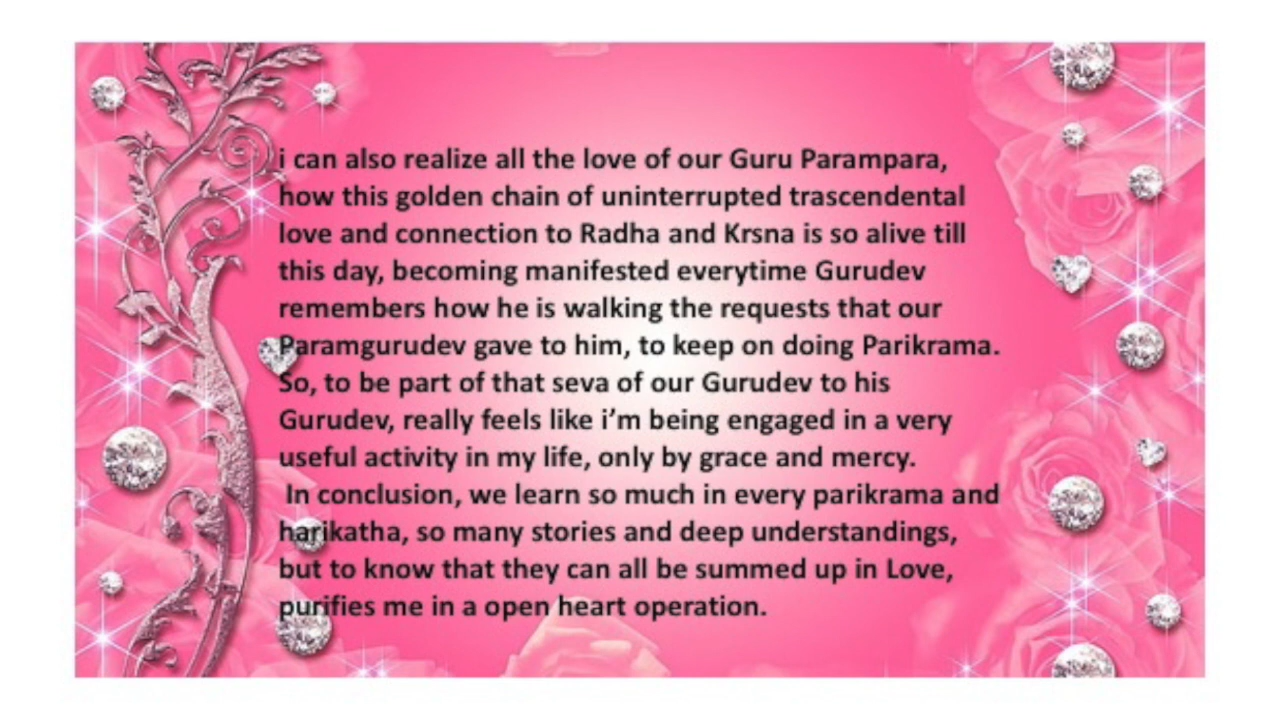 i can also realize all the love of our Guru Parampara,
how this golden chain of uninterrupted trascendental
love and connection to Radha and Krsna is so alive till
this day, becoming manifested everytime Gurudev
remembers how he is walking the requests that our
Paramgurudev gave to him, to keep on doing Parikrama.
So, to be part of that seva of our Gurudev to his
Gurudev, really feels like i’m being engaged in a very
useful activity in my life, only by grace and mercy.
In conclusion, we learn so much in every parikrama and
harikatha, so many stories and deep understandings,
but to know that they can all be summed up in Love,
purifies me in a open heart operation.